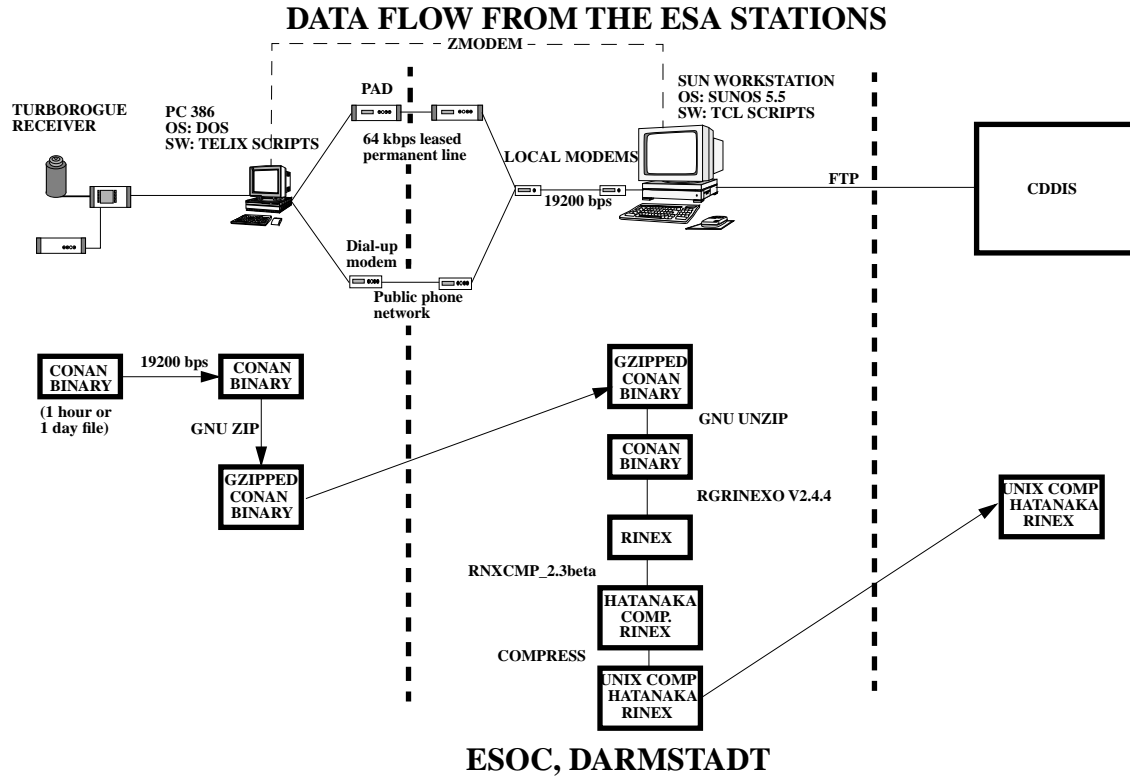 DATA FLOW FROM THE ESA STATIONS
ZMODEM
TURBOROGUE
RECEIVER
PC 386
OS: DOS
SW: TELIX SCRIPTS
PAD
64 kbps leased
permanent line
SUN WORKSTATION
OS: SUNOS 5.5
SW: TCL SCRIPTS
LOCAL MODEMS
19200 bps
FTP
CDDIS
Dial-up
modem
Public phone
network
CONAN
BINARY
(1 hour or
1 day file)
19200 bps
CONAN
BINARY
GNU ZIP
GZIPPED
CONAN
BINARY
GZIPPED
CONAN
BINARY
GNU UNZIP
CONAN
BINARY
RGRINEXO V2.4.4
RINEX
RNXCMP_2.3beta
HATANAKA
COMP.
RINEX
COMPRESS
UNIX COMP
HATANAKA
RINEX
UNIX COMP
HATANAKA
RINEX
ESOC, DARMSTADT